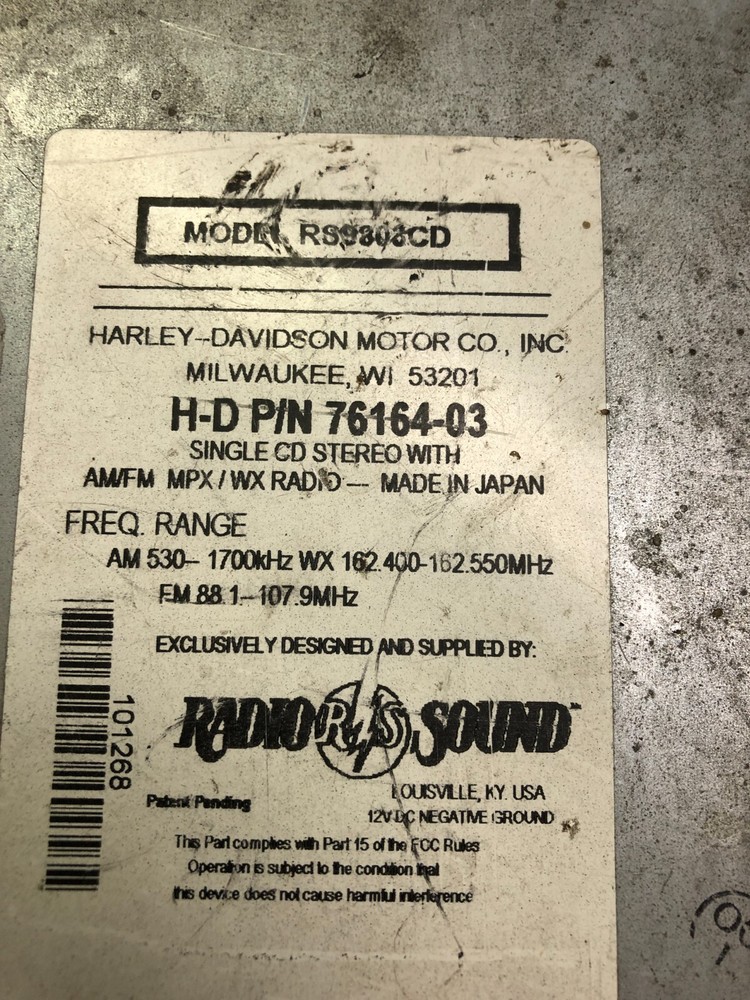 MODEL RS9803CD
HARLEY--DAVIDSON MOTOR CO., INC.
MILWAUKEE, WI 53201
H-D P/N 76164-03
SINGLE CD STEREO WITH
AM/FM MPX / WX RADIO --- MADE IN JAPAN
FREQ. RANGE
AM 530-- 1700kHz WX 162.400-162.550MHz
FM 88.1--107.9MHz
EXCLUSIVELY DESIGNED AND SUPPLIED BY:
RADIO R/S SOUND™
LOUISVILLE, KY. USA
Patent Pending
12V DC NEGATIVE GROUND
This Part complies with Part 15 of the FCC Rules
Operation is subject to the condition that
this device does not cause harmful interference
101268